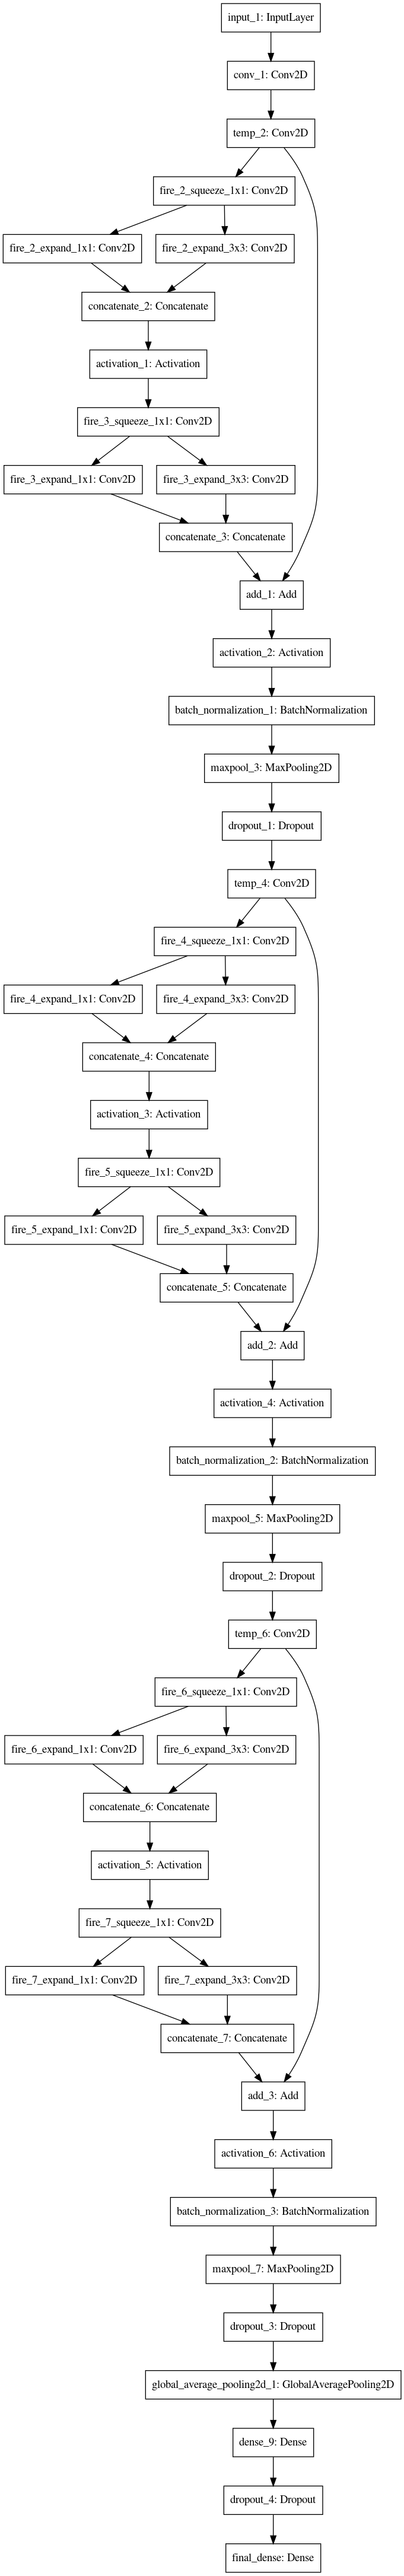 input_1: InputLayer
conv_1: Conv2D
temp_2: Conv2D
fire_2_squeeze_1x1: Conv2D
fire_2_expand_1x1: Conv2D
fire_2_expand_3x3: Conv2D
concatenate_2: Concatenate
activation_1: Activation
fire_3_squeeze_1x1: Conv2D
fire_3_expand_1x1: Conv2D
fire_3_expand_3x3: Conv2D
concatenate_3: Concatenate
add_1: Add
activation_2: Activation
batch_normalization_1: BatchNormalization
maxpool_3: MaxPooling2D
dropout_1: Dropout
temp_4: Conv2D
fire_4_squeeze_1x1: Conv2D
fire_4_expand_1x1: Conv2D
fire_4_expand_3x3: Conv2D
concatenate_4: Concatenate
activation_3: Activation
fire_5_squeeze_1x1: Conv2D
fire_5_expand_1x1: Conv2D
fire_5_expand_3x3: Conv2D
concatenate_5: Concatenate
add_2: Add
activation_4: Activation
batch_normalization_2: BatchNormalization
maxpool_5: MaxPooling2D
dropout_2: Dropout
temp_6: Conv2D
fire_6_squeeze_1x1: Conv2D
fire_6_expand_1x1: Conv2D
fire_6_expand_3x3: Conv2D
concatenate_6: Concatenate
activation_5: Activation
fire_7_squeeze_1x1: Conv2D
fire_7_expand_1x1: Conv2D
fire_7_expand_3x3: Conv2D
concatenate_7: Concatenate
add_3: Add
activation_6: Activation
batch_normalization_3: BatchNormalization
maxpool_7: MaxPooling2D
dropout_3: Dropout
global_average_pooling2d_1: GlobalAveragePooling2D
dense_9: Dense
dropout_4: Dropout
final_dense: Dense